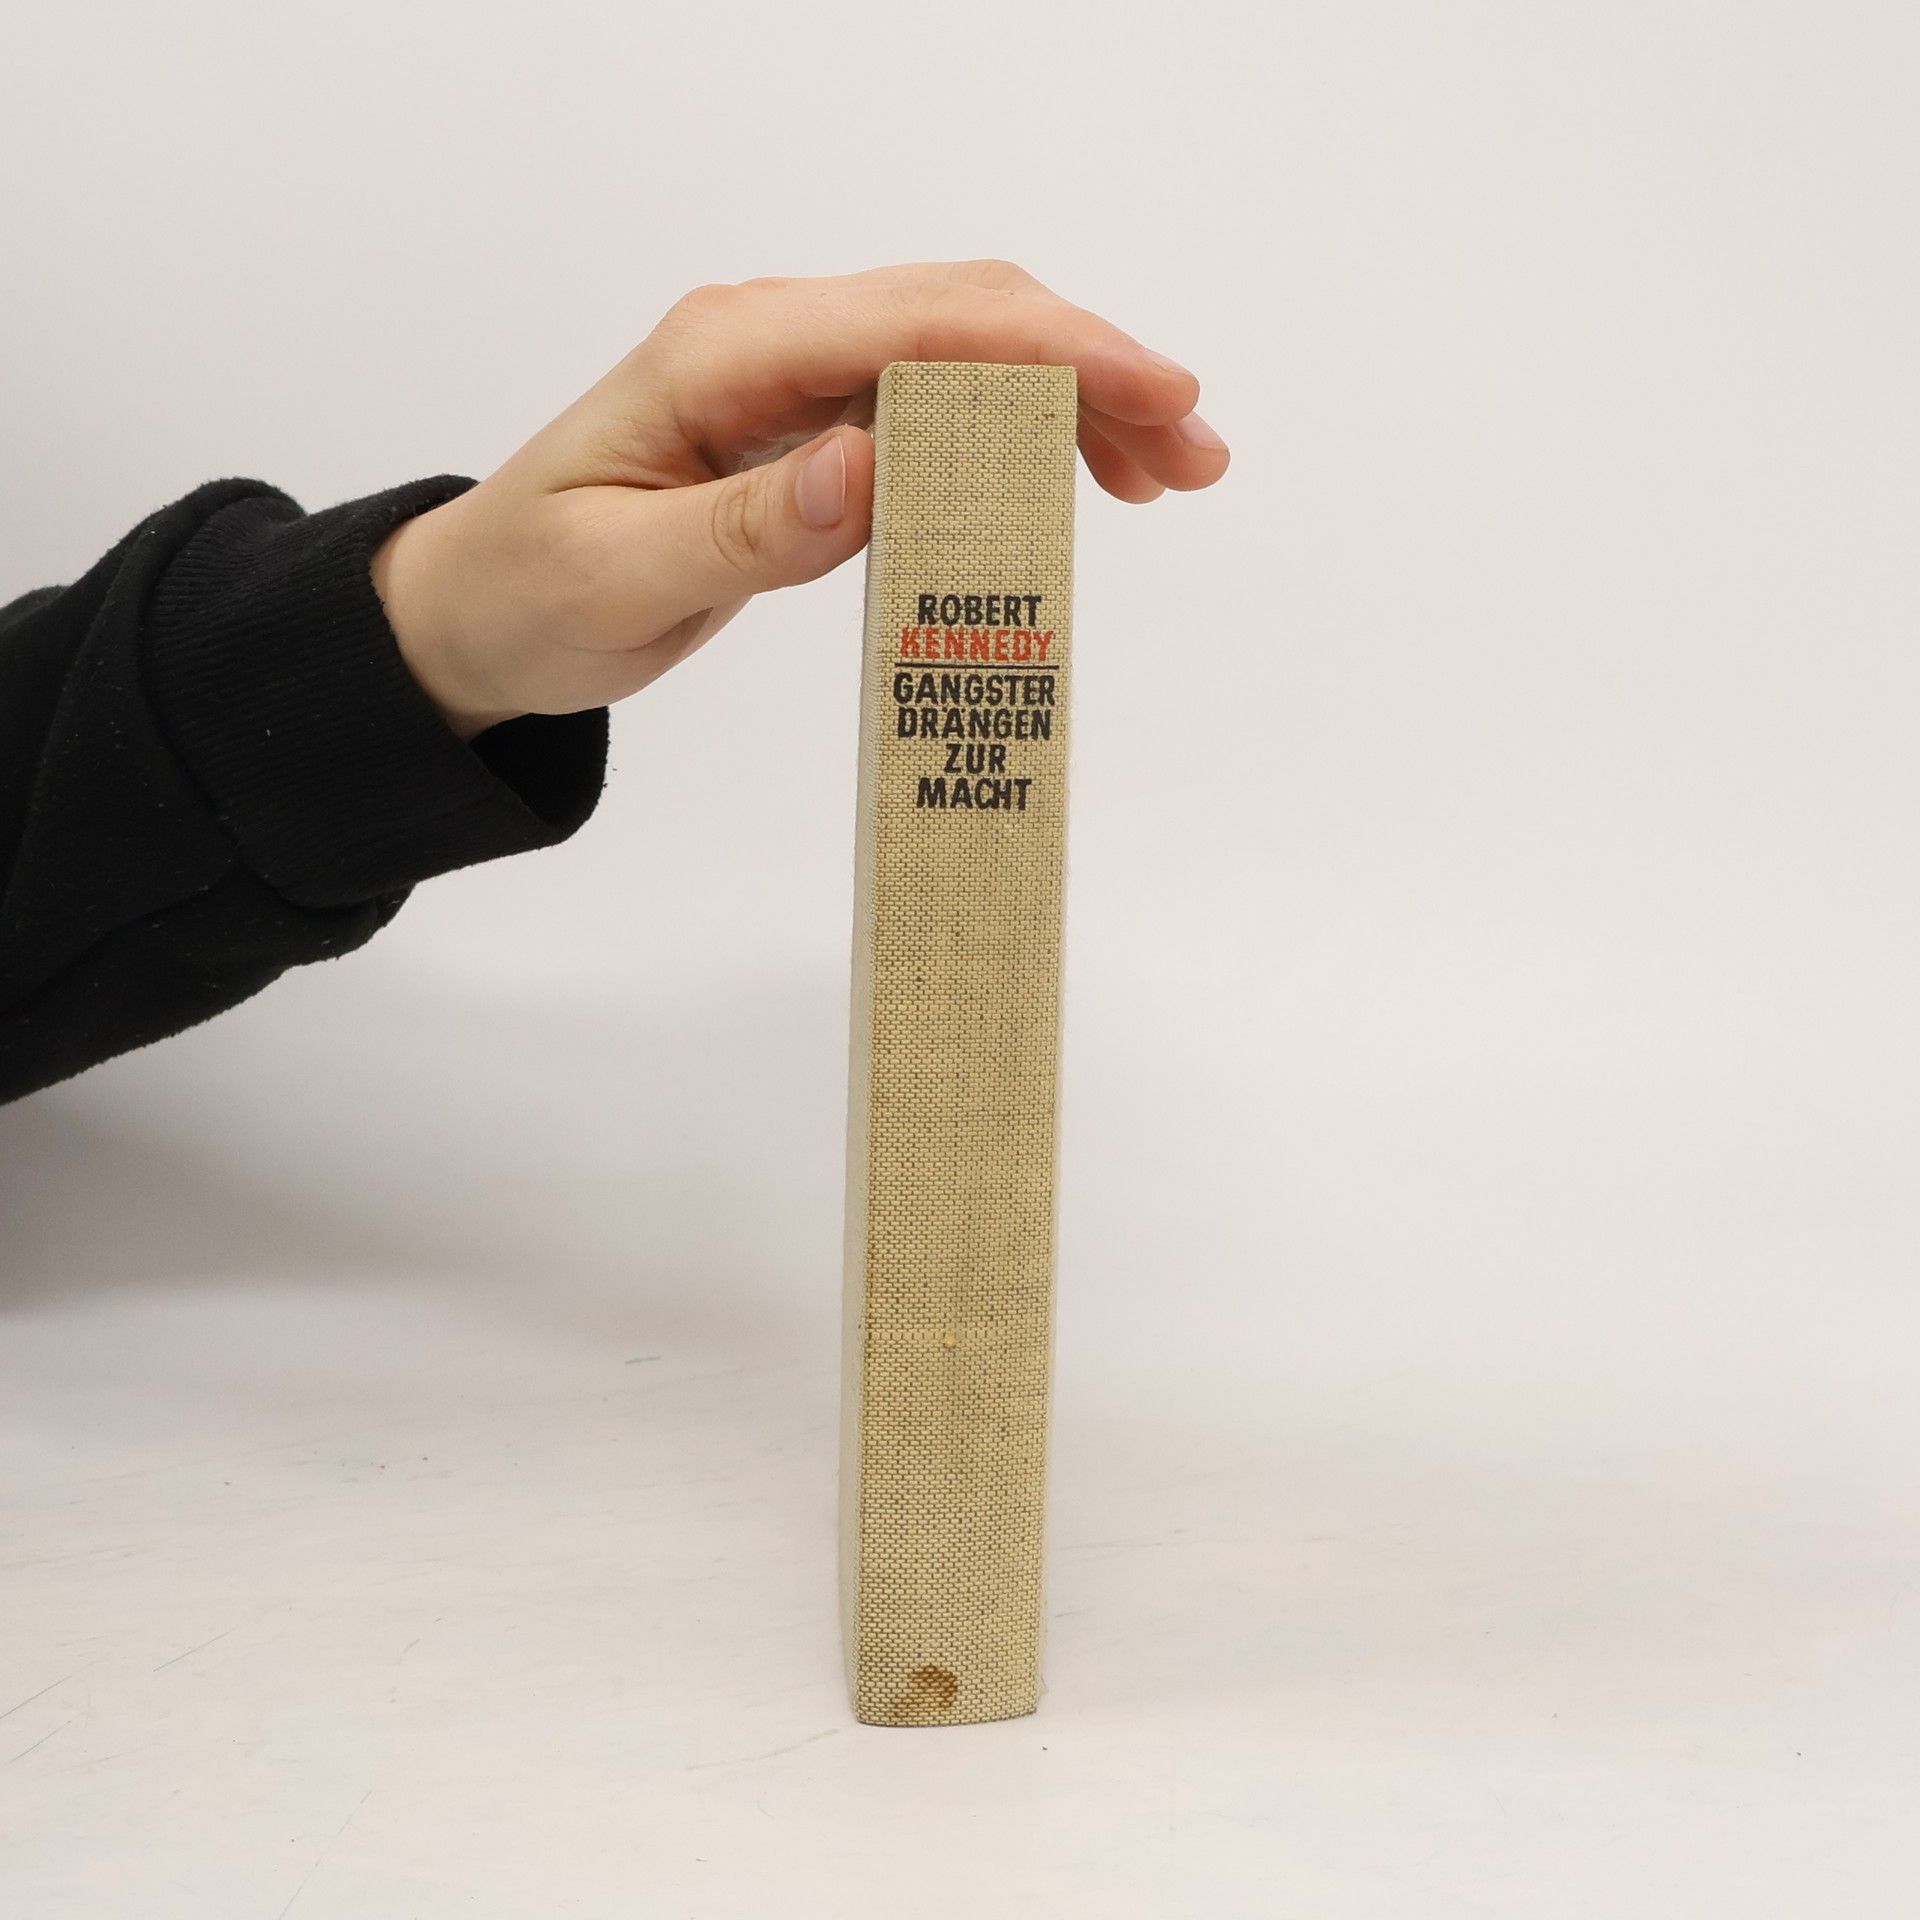 ROBERT
KENNEDY
GANGSTER
DRÄNGEN
ZUR
MACHT